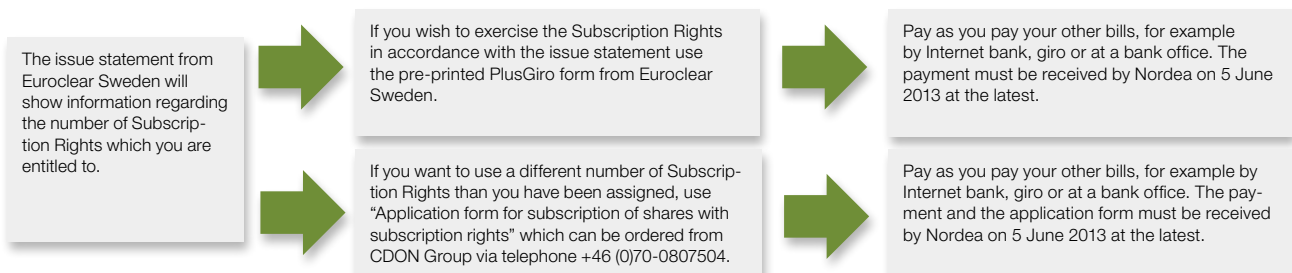 The issue statement from
Euroclear Sweden will
show information regarding
the number of Subscrip-
tion Rights which you are
entitled to.
If you wish to exercise the Subscription Rights
in accordance with the issue statement use
the pre-printed PlusGiro form from Euroclear
Sweden.
Pay as you pay your other bills, for example
by Internet bank, giro or at a bank office. The
payment must be received by Nordea on 5 June
2013 at the latest.
If you want to use a different number of Subscrip-
tion Rights than you have been assigned, use
“Application form for subscription of shares with
subscription rights” which can be ordered from
CDON Group via telephone +46 (0)70-0807504.
Pay as you pay your other bills, for example by
Internet bank, giro or at a bank office. The pay-
ment and the application form must be received
by Nordea on 5 June 2013 at the latest.